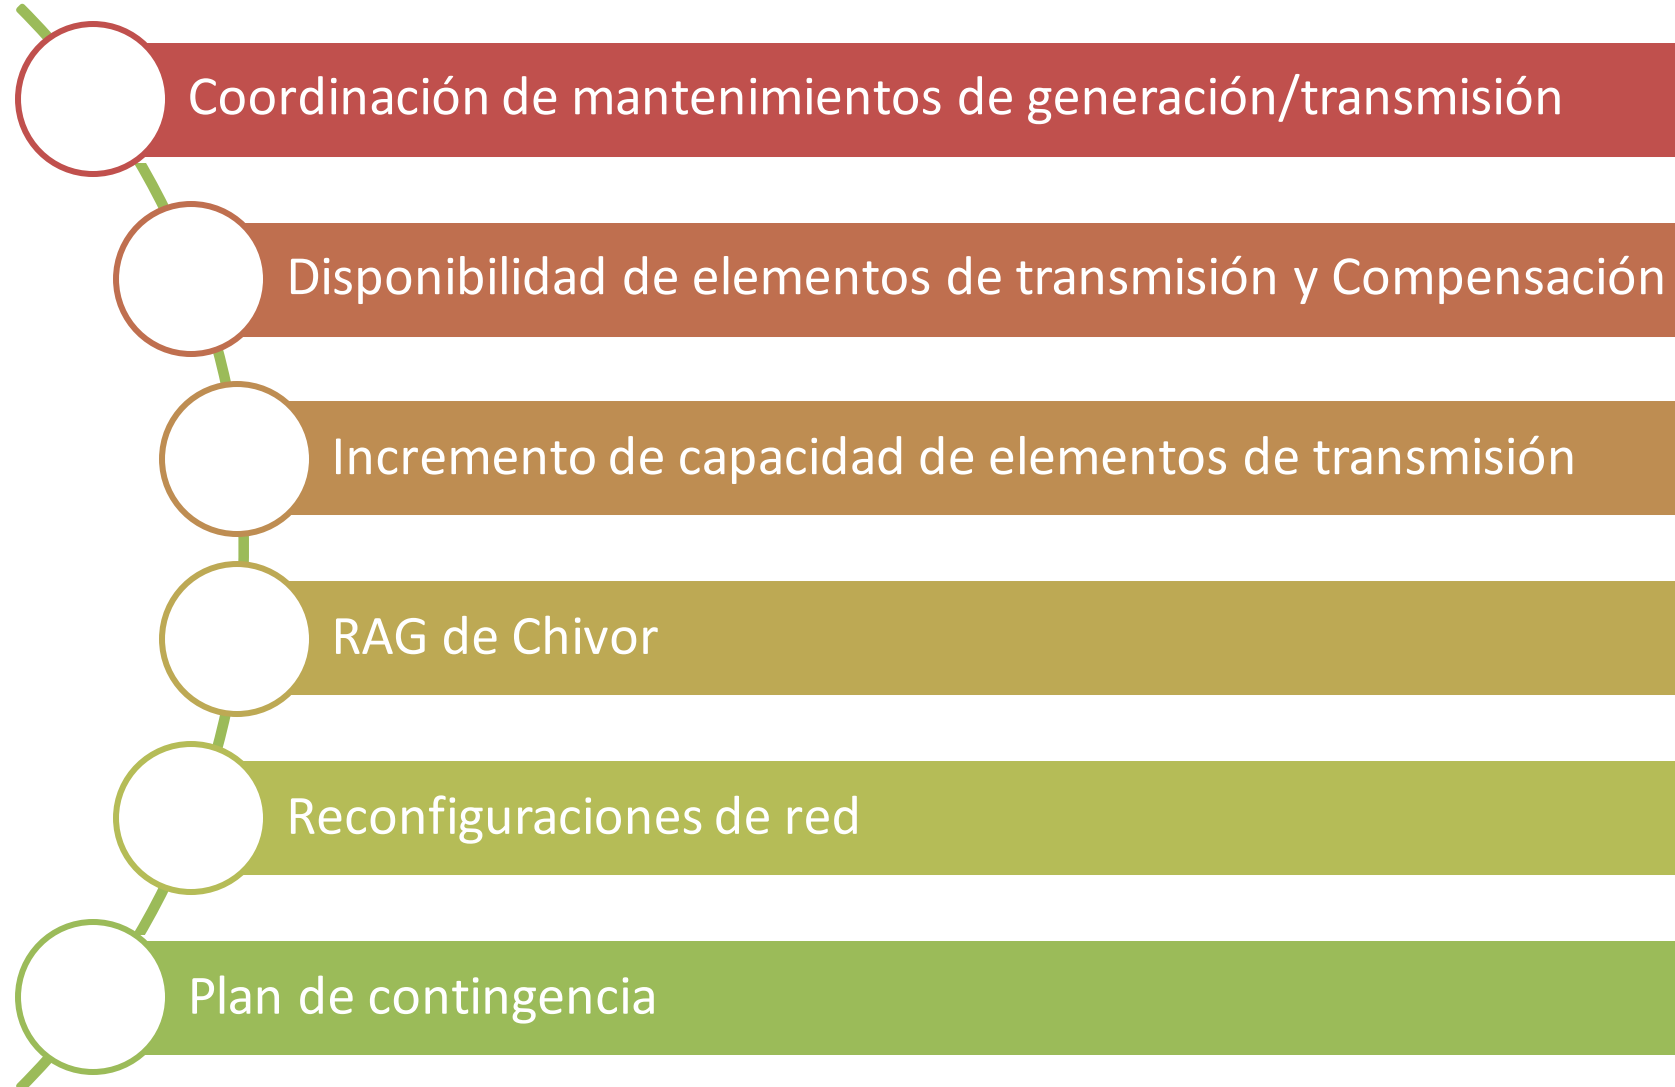 Coordinación de mantenimientos de generación/transmisión
Disponibilidad de elementos de transmisión y Compensación
Incremento de capacidad de elementos de transmisión
RAG de Chivor
Reconfiguraciones de red
Plan de contingencia